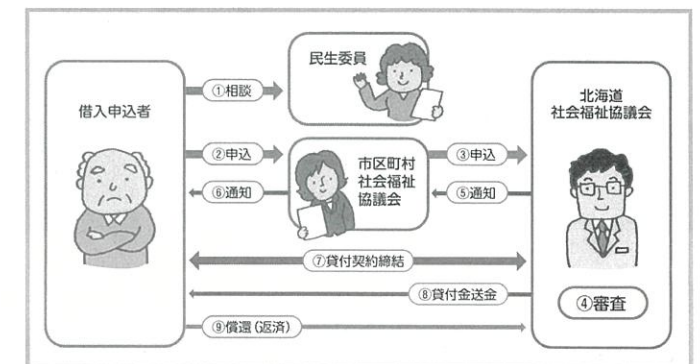 民生委員
借入申込者
①相談
北海道
社会福祉協議会
②申込
市区町村
社会福祉
協議会
③申込
⑥通知
⑤通知
⑦貸付契約締結
⑧貸付金送金
④審査
⑨償還(返済)